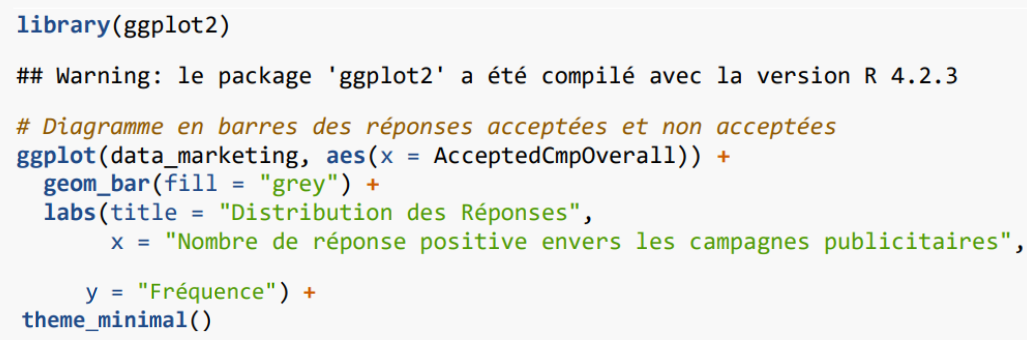 library(ggplot2)
## Warning: le package 'ggplot2' a été compilé avec la version R 4.2.3
# Diagramme en barres des réponses acceptées et non acceptées
ggplot(data_marketing, aes(x = AcceptedCmpOverall)) +
  geom_bar(fill = "grey") +
  labs(title = "Distribution des Réponses",
       x = "Nombre de réponse positive envers les campagnes publicitaires",
     y = "Fréquence") +
theme_minimal()